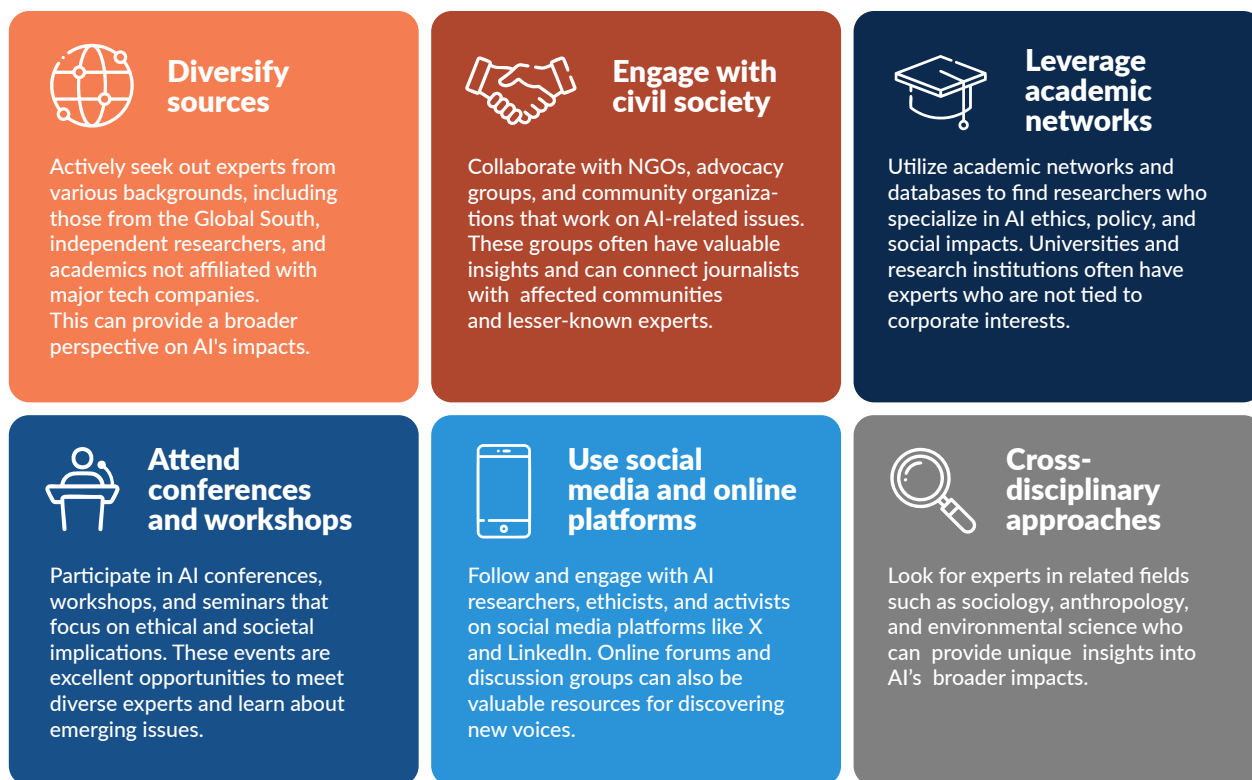 Diversify
sources
Actively seek out experts from
various backgrounds, including
those from the Global South,
independent researchers, and
academics not affiliated with
major tech companies.
This can provide a broader
perspective on AI's impacts.
Engage with
civil society
Collaborate with NGOs, advocacy
groups, and community organiza-
tions that work on AI-related issues.
These groups often have valuable
insights and can connect journalists
with affected communities
and lesser-known experts.
Leverage
academic
networks
Utilize academic networks and
databases to find researchers who
specialize in AI ethics, policy, and
social impacts. Universities and
research institutions often have
experts who are not tied to
corporate interests.
Attend
conferences
and workshops
Participate in AI conferences,
workshops, and seminars that
focus on ethical and societal
implications. These events are
excellent opportunities to meet
diverse experts and learn about
emerging issues.
Use social
media and online
platforms
Follow and engage with AI
researchers, ethicists, and activists
on social media platforms like X
and LinkedIn. Online forums and
discussion groups can also be
valuable resources for discovering
new voices.
Cross-
disciplinary
approaches
Look for experts in related fields
such as sociology, anthropology,
and environmental science who
can provide unique insights into
AI’s broader impacts.